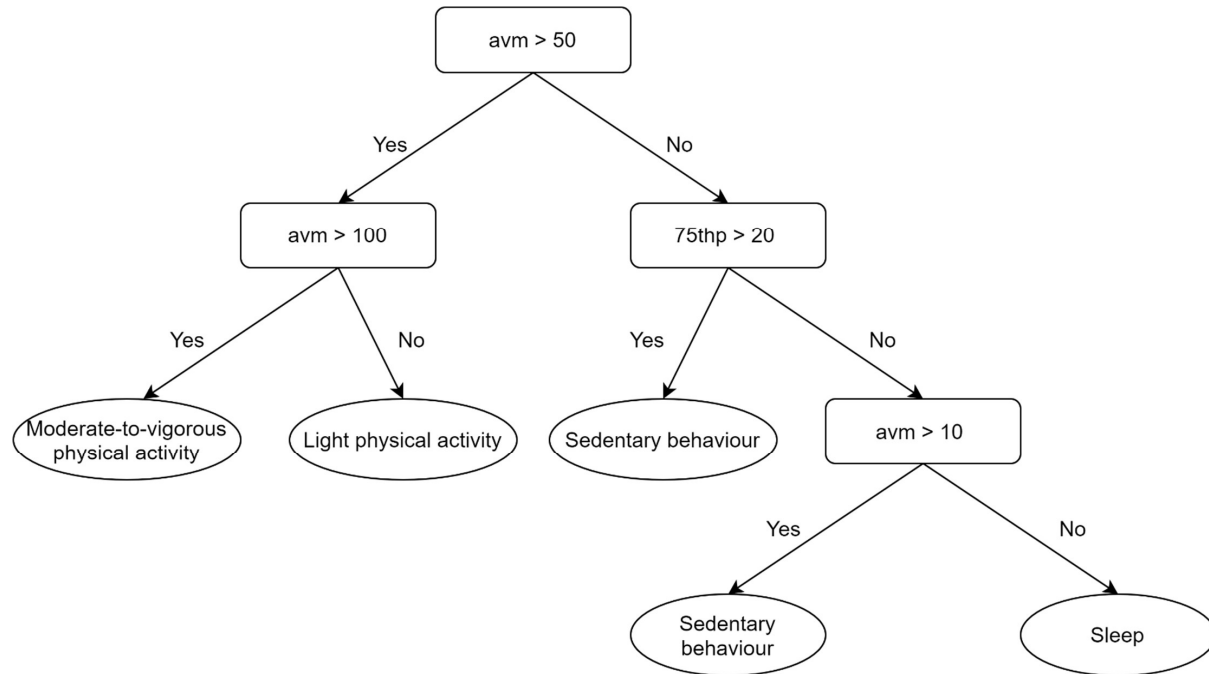 avm > 50
Yes
No
avm > 100
75thp > 20
Yes
No
Yes
No
Moderate-to-vigorous
physical activity
Light physical activity
Sedentary behaviour
avm > 10
Yes
No
Sedentary
behaviour
Sleep